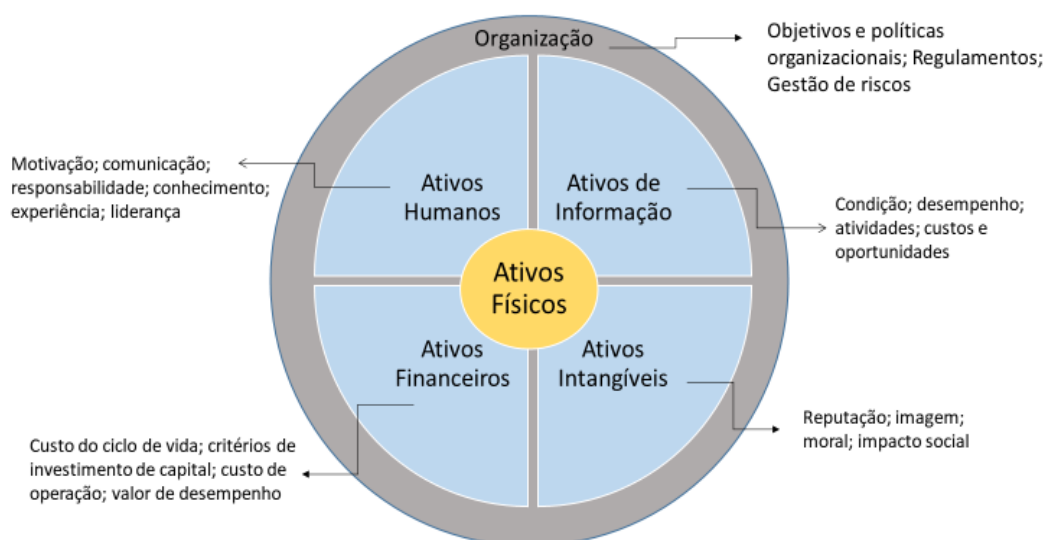 Organização
Objetivos e políticas
organizacionais; Regulamentos;
Gestão de riscos
Motivação; comunicação;
responsabilidade; conhecimento;
experiência; liderança
Ativos
Humanos
Ativos de
Informação
Condição; desempenho;
atividades; custos e
oportunidades
Ativos
Físicos
Ativos
Financeiros
Ativos
Intangíveis
Custo do ciclo de vida; critérios de
investimento de capital; custo de
operação; valor de desempenho
Reputação; imagem;
moral; impacto social